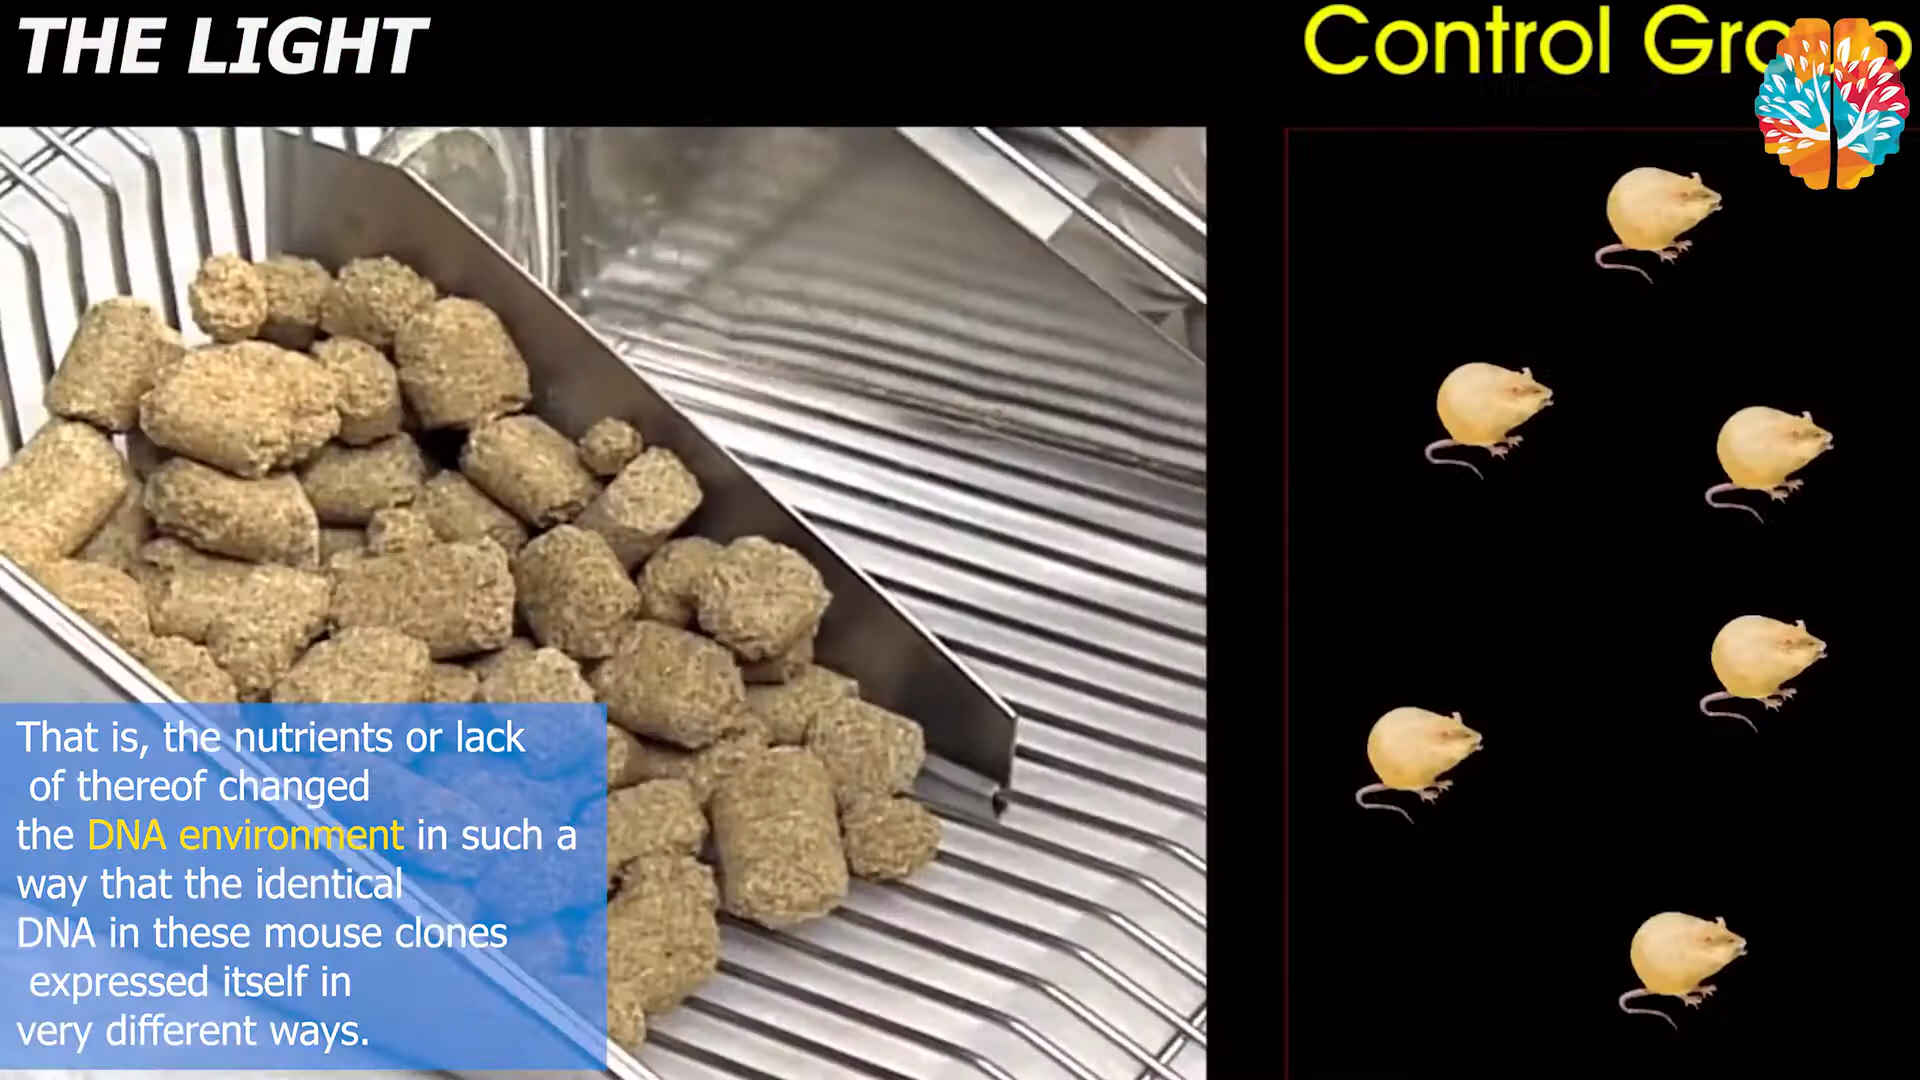 THE LIGHT
Control Group
That is, the nutrients or lack
of thereof changed
the DNA environment in such a
way that the identical
DNA in these mouse clones
expressed itself in
very different ways.